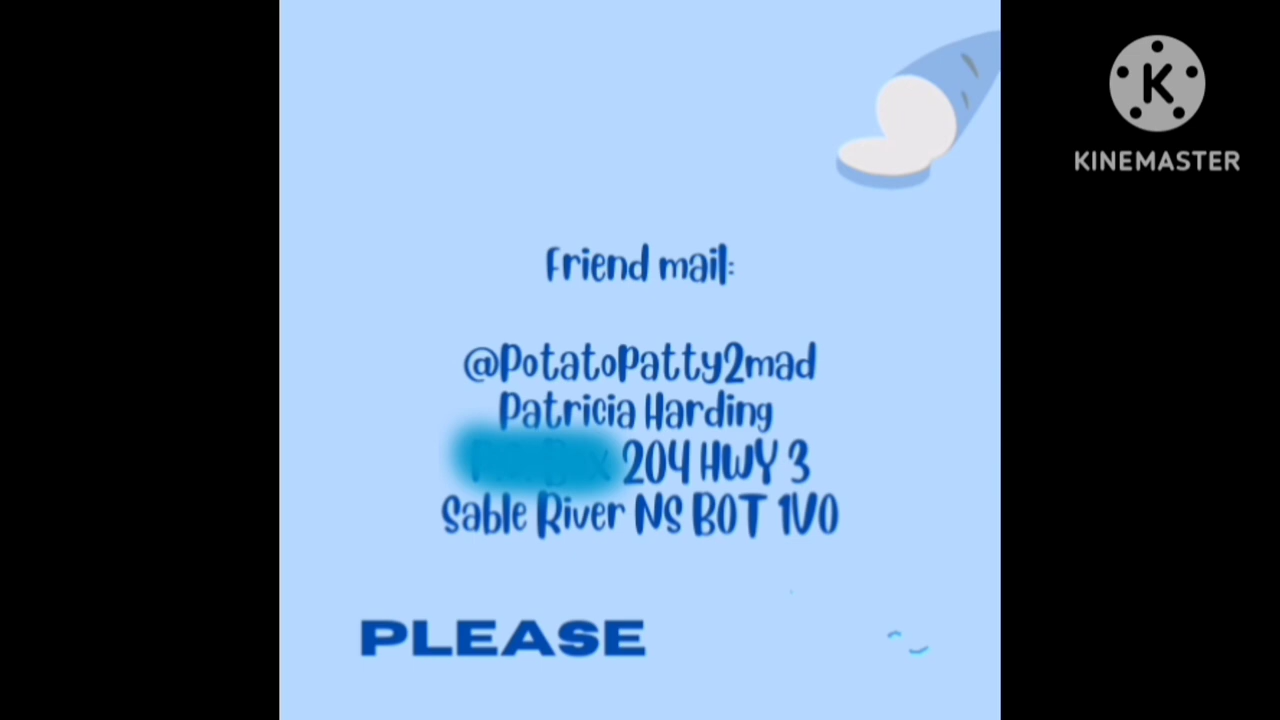 Friend mail:
@PotatoPatty2mad
Patricia Harding
204 HWY 3
Sable River NS B0T 1V0
PLEASE
KINEMASTER